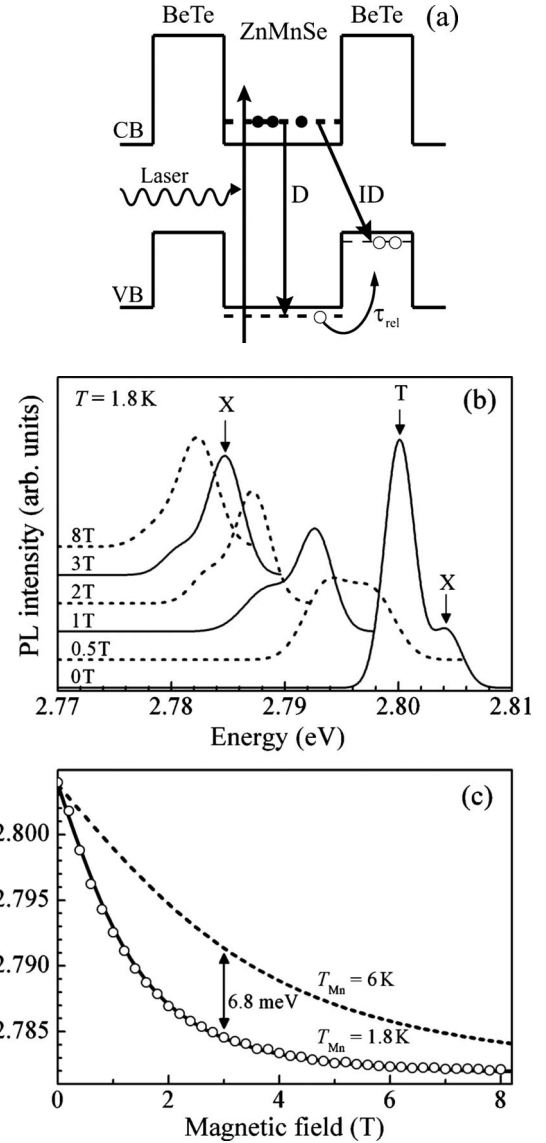 BeTe ZnMnSe BeTe (a)
CB
Laser
D ID
VB
τrel
T = 1.8 K X T (b)
X
8T
3T
2T
1T
0.5T
0T
PL intensity (arb. units)
2.77 2.78 2.79 2.80 2.81
Energy (eV)
(c)
2.800
2.795
2.790
2.785
TMn = 6 K
6.8 meV
TMn = 1.8 K
0 2 4 6 8
Magnetic field (T)